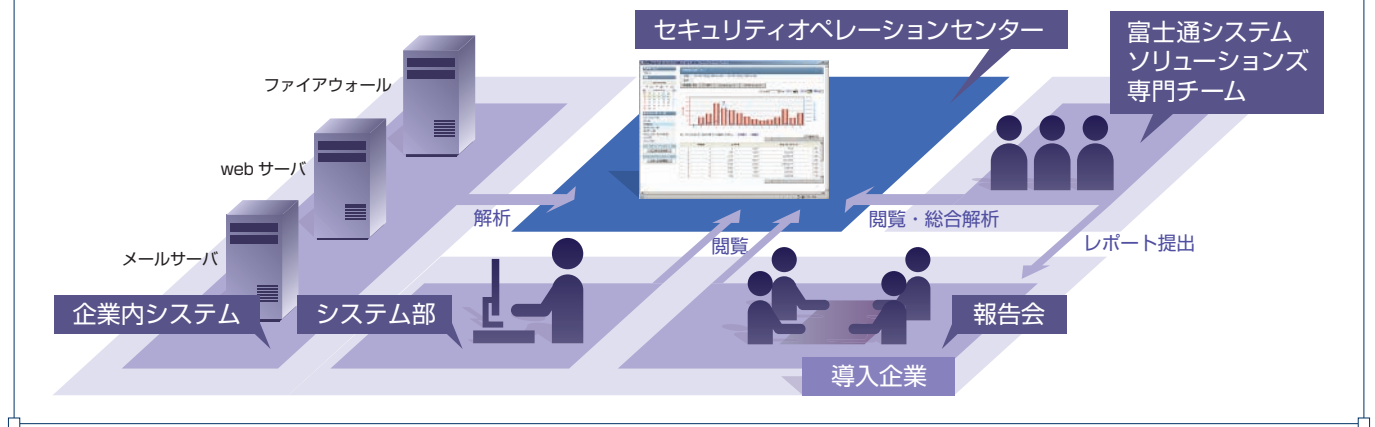 セキュリティオペレーションセンター
富士通システム
ソリューションズ
専門チーム
ファイアウォール
web サーバ
メールサーバ
解析
閲覧
閲覧・総合解析
レポート提出
企業内システム
システム部
報告会
導入企業